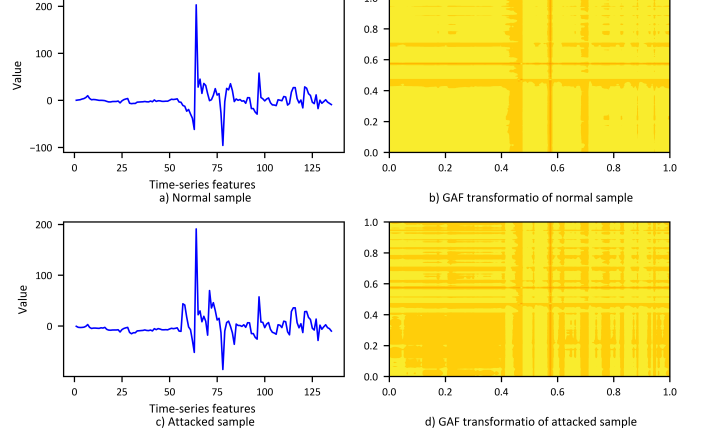 200
100
0
−100
Value
0 25 50 75 100 125
Time-series features
a) Normal sample
1.0
0.8
0.6
0.4
0.2
0.0
0.0 0.2 0.4 0.6 0.8 1.0
b) GAF transformatio of normal sample
200
100
0
Value
0 25 50 75 100 125
Time-series features
c) Attacked sample
1.0
0.8
0.6
0.4
0.2
0.0
0.0 0.2 0.4 0.6 0.8 1.0
d) GAF transformatio of attacked sample